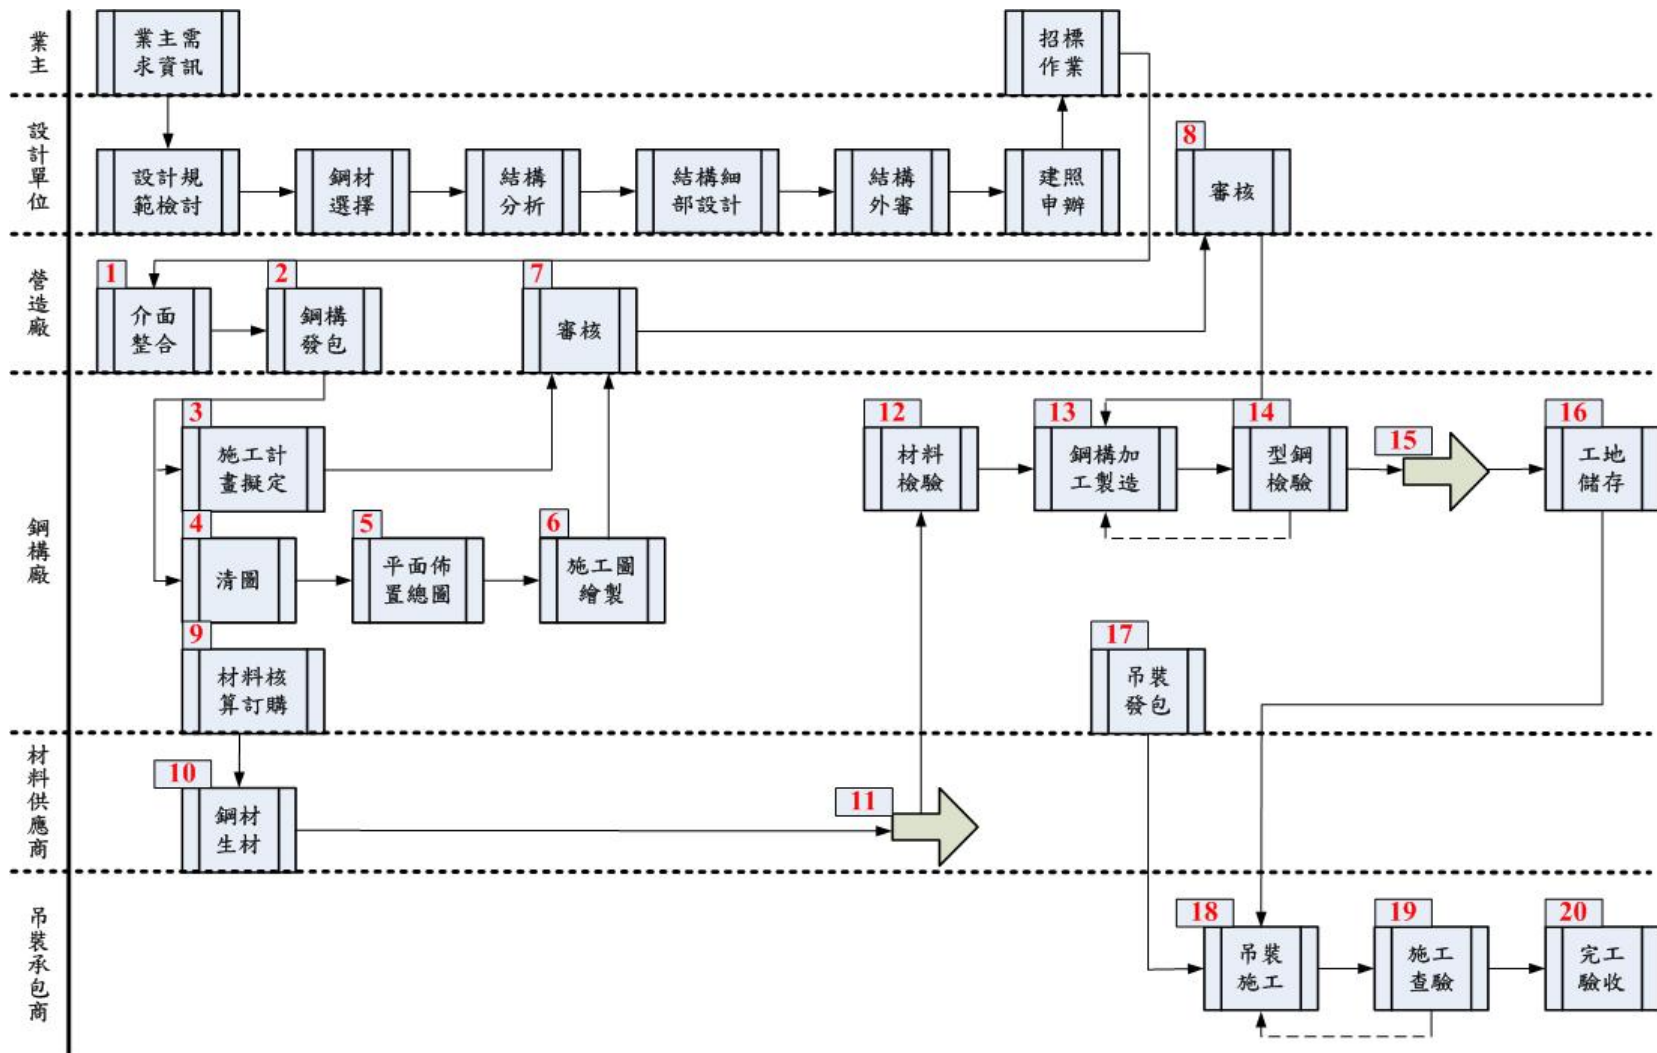 業主
業主需
求資訊
招標
作業
設計單位
設計規
範檢討
鋼材
選擇
結構
分析
結構細
部設計
結構
外審
建照
申辦
8
審核
營造廠
1
介面
整合
2
鋼構
發包
7
審核
鋼構廠
3
施工計
畫擬定
4
清圖
5
平面佈
置總圖
6
施工圖
繪製
9
材料核
算訂購
12
材料
檢驗
13
鋼構加
工製造
14
型鋼
檢驗
15
16
工地
儲存
17
吊裝
發包
材料供應商
10
鋼材
生材
11
吊裝承包商
18
吊裝
施工
19
施工
查驗
20
完工
驗收